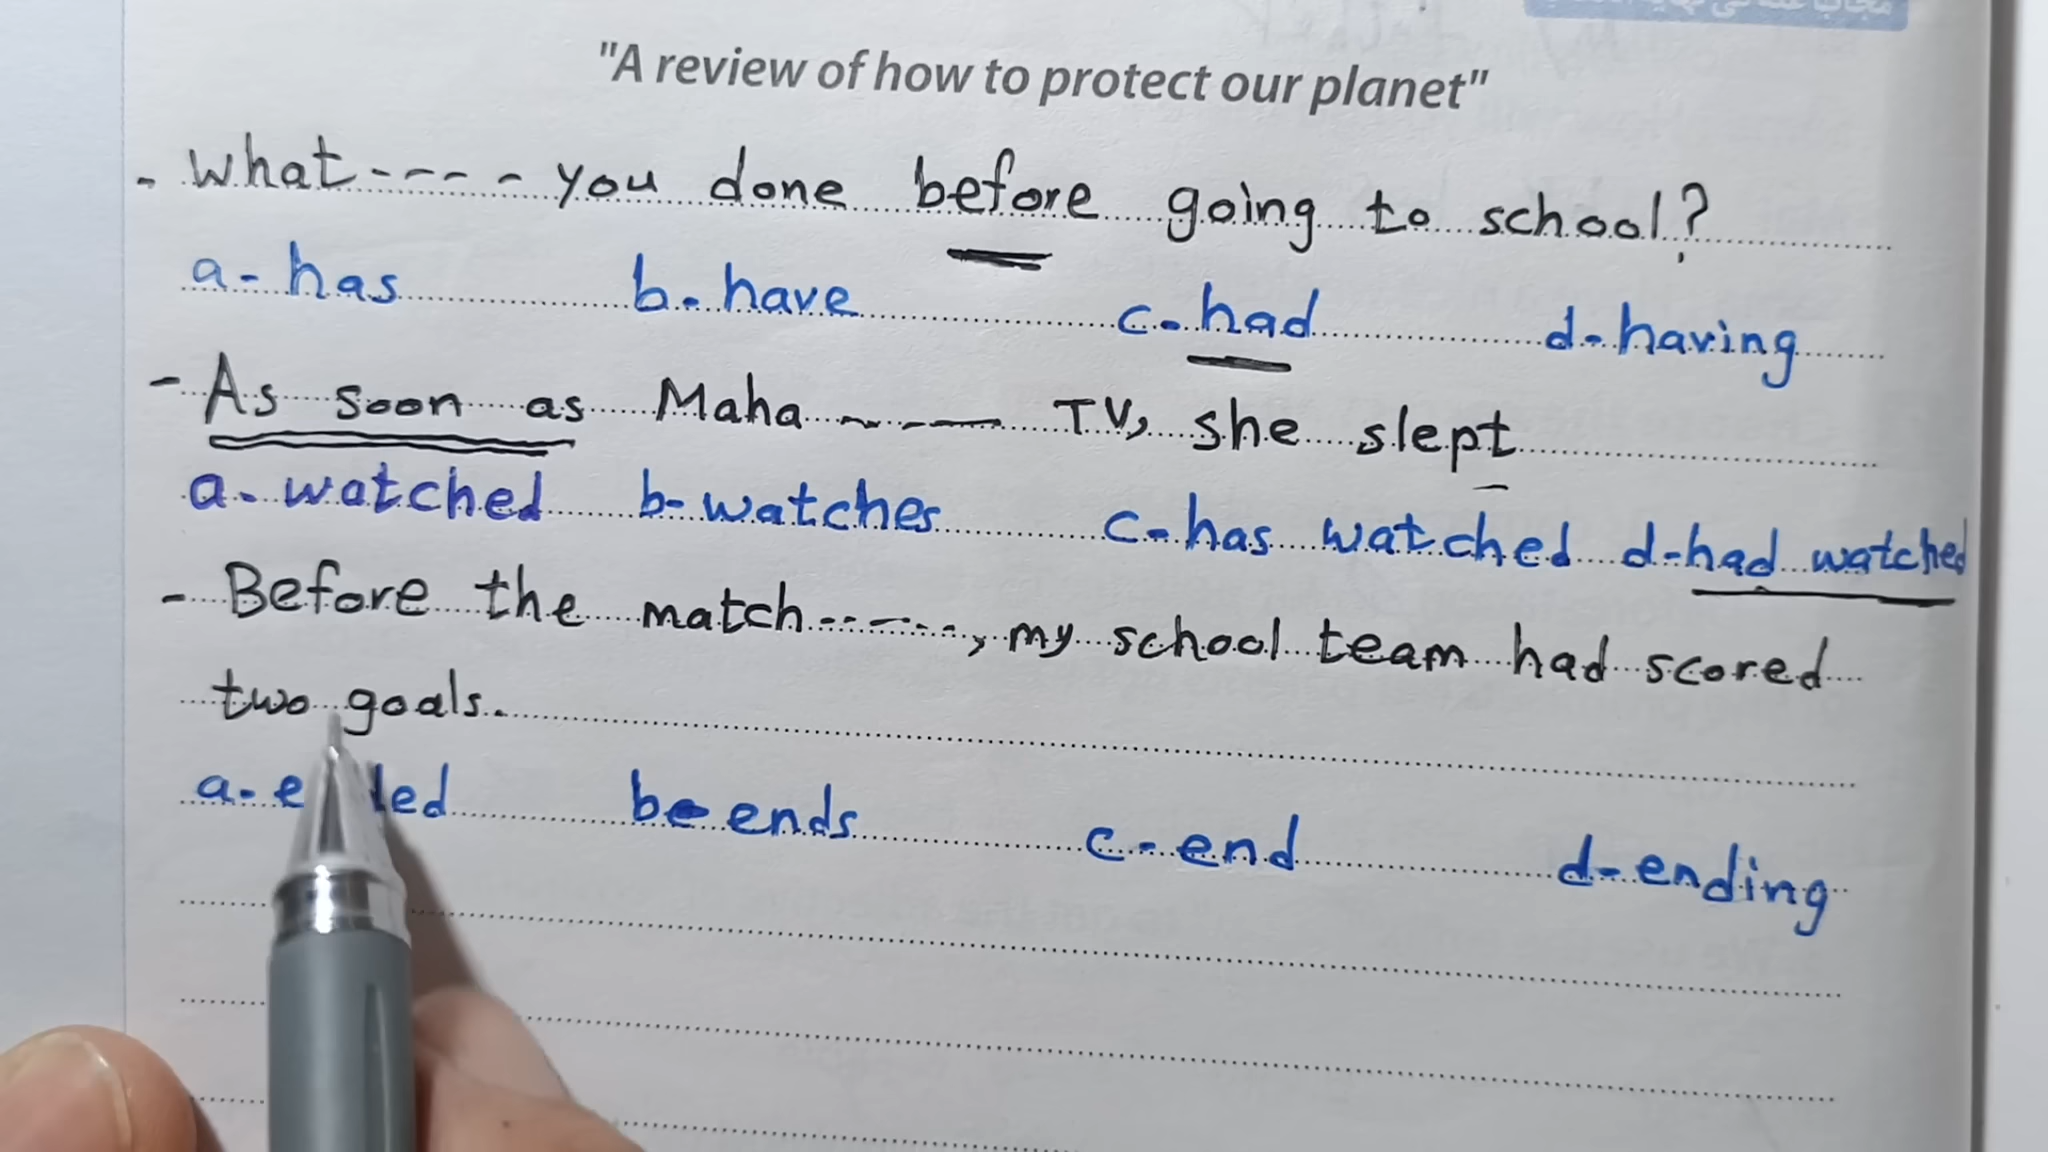 "A review of how to protect our planet"
- What ---- you done before going to school?
a- has b- have c- had d- having
- As soon as Maha ---- TV, she slept
a- watched b- watches c- has watched d- had watched
- Before the match ------, my school team had scored
two goals.
b- ends c- end d- ending